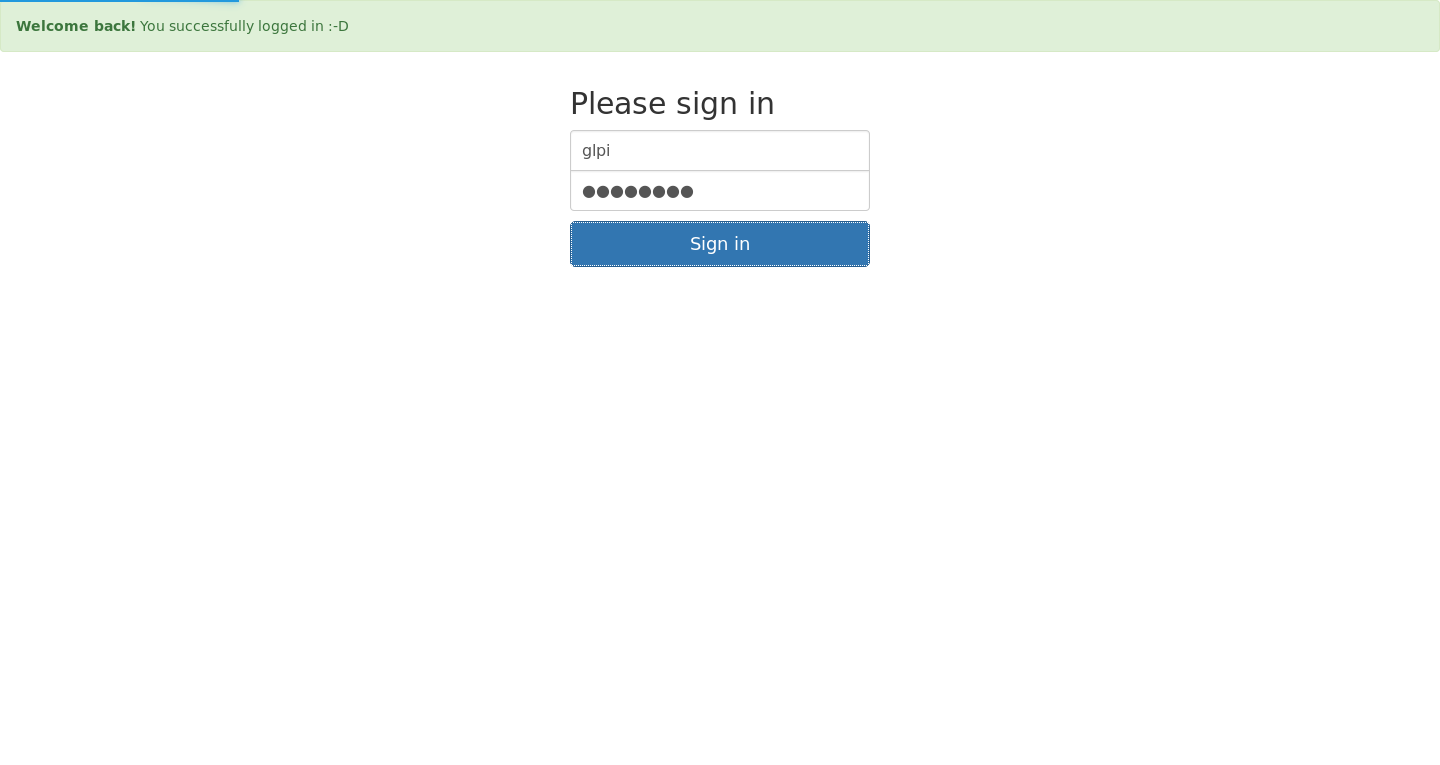 Welcome back! You successfully logged in :-D
Please sign in
glpi
●●●●●●●●
Sign in